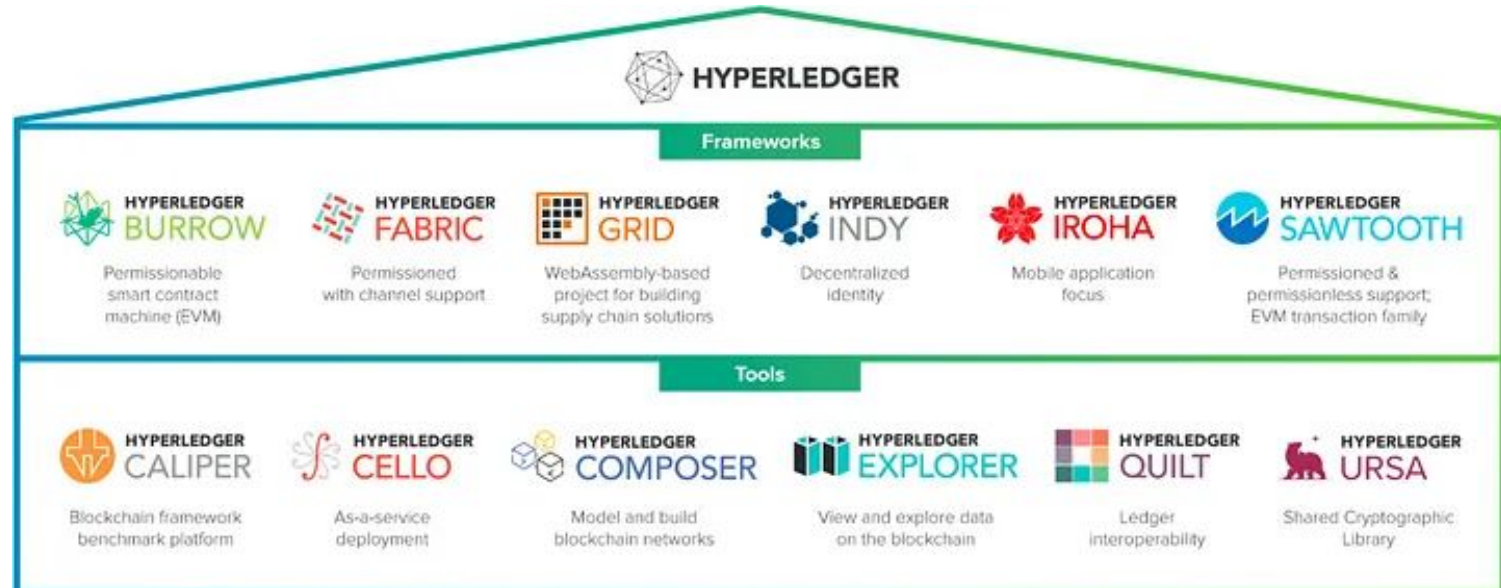 HYPERLEDGER
Frameworks
HYPERLEDGER
BURROW
Permissionable
smart contract
machine (EVM)
HYPERLEDGER
FABRIC
Permissioned
with channel support
HYPERLEDGER
GRID
WebAssembly-based
project for building
supply chain solutions
HYPERLEDGER
INDY
Decentralized
identity
HYPERLEDGER
IROHA
Mobile application
focus
HYPERLEDGER
SAWTOOTH
Permissioned &
permissionless support;
EVM transaction family
Tools
HYPERLEDGER
CALIPER
Blockchain framework
benchmark platform
HYPERLEDGER
CELLO
As-a-service
deployment
HYPERLEDGER
COMPOSER
Model and build
blockchain networks
HYPERLEDGER
EXPLORER
View and explore data
on the blockchain
HYPERLEDGER
QUILT
Ledger
interoperability
HYPERLEDGER
URSA
Shared Cryptographic
Library